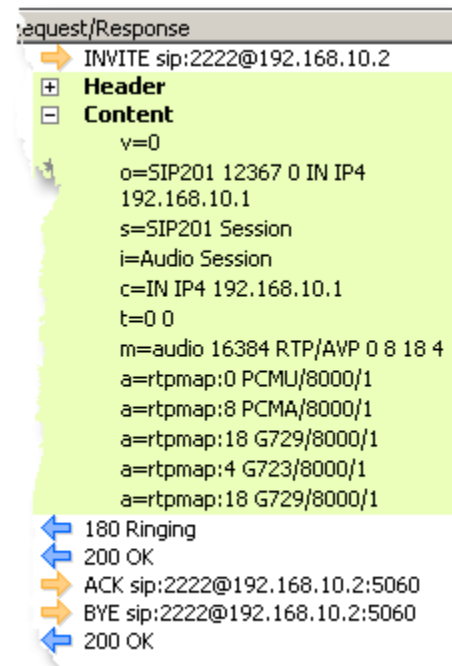 equest/Response
INVITE sip:2222@192.168.10.2
Header
Content
v=0
o=SIP201 12367 0 IN IP4
192.168.10.1
s=SIP201 Session
i=Audio Session
c=IN IP4 192.168.10.1
t=0 0
m=audio 16384 RTP/AVP 0 8 18 4
a=rtpmap:0 PCMU/8000/1
a=rtpmap:8 PCMA/8000/1
a=rtpmap:18 G729/8000/1
a=rtpmap:4 G723/8000/1
a=rtpmap:18 G729/8000/1
180 Ringing
200 OK
ACK sip:2222@192.168.10.2:5060
BYE sip:2222@192.168.10.2:5060
200 OK